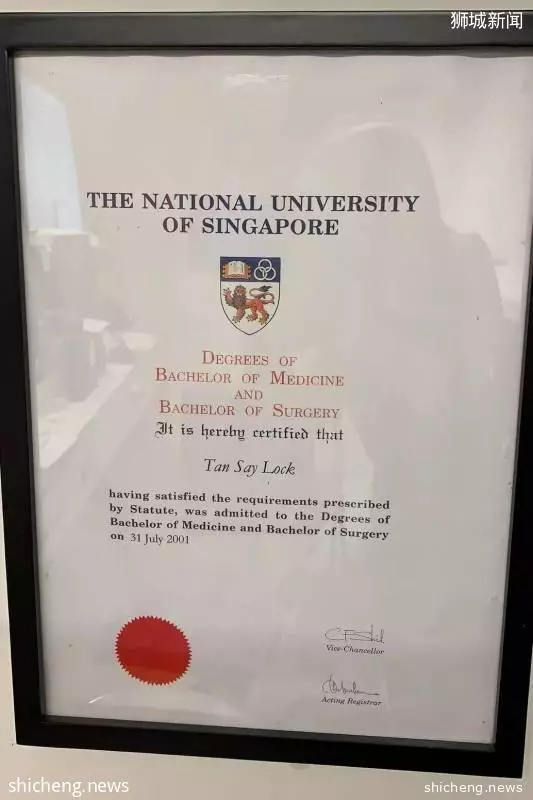 狮城新闻
shicheng.news
THE NATIONAL UNIVERSITY
OF SINGAPORE
DEGREES OF
BACHELOR OF MEDICINE
AND
BACHELOR OF SURGERY
It is hereby certified that
Tan Say Lock
having satisfied the requirements prescribed
by Statute, was admitted to the Degrees of
Bachelor of Medicine and Bachelor of Surgery
on 31 July 2001
Vice-Chancellor
Acting Registrar
shicheng.news
shicheng.news